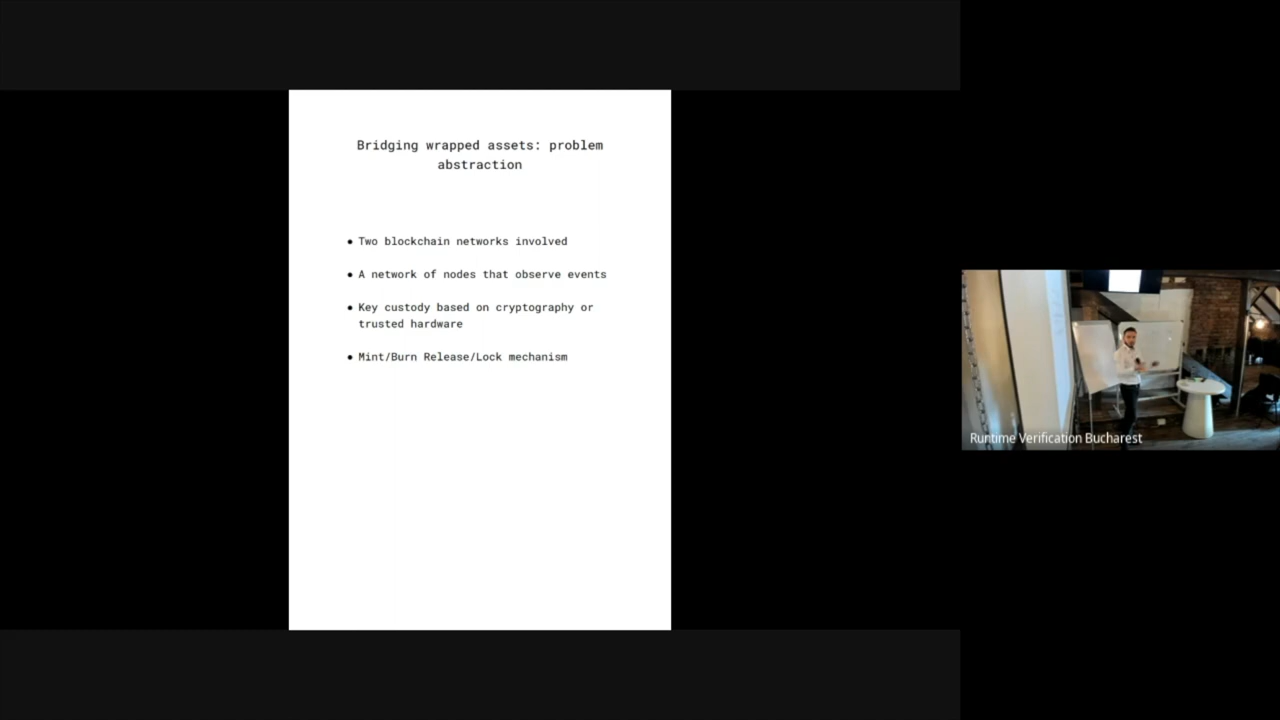 Bridging wrapped assets: problem
abstraction
● Two blockchain networks involved
● A network of nodes that observe events
● Key custody based on cryptography or
trusted hardware
● Mint/Burn Release/Lock mechanism
Runtime Verification Bucharest